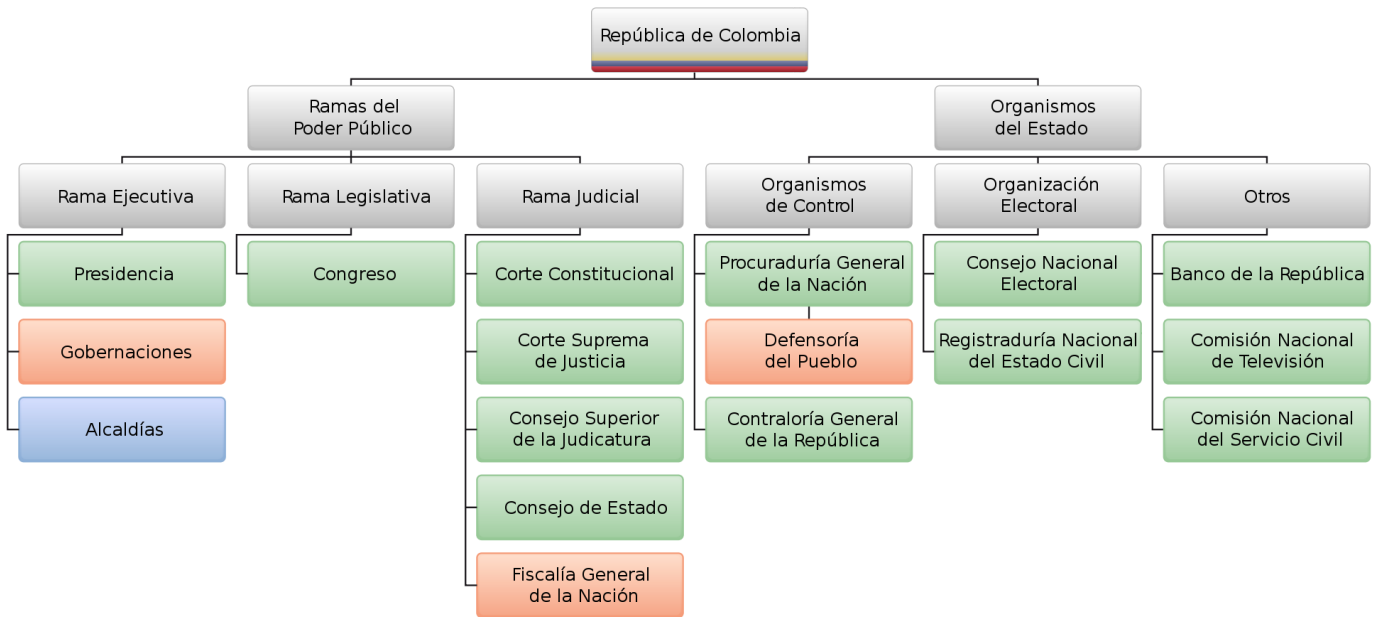 República de Colombia
Ramas del
Poder Público
Organismos
del Estado
Rama Ejecutiva
Rama Legislativa
Rama Judicial
Organismos
de Control
Organización
Electoral
Otros
Presidencia
Gobernaciones
Alcaldías
Congreso
Corte Constitucional
Corte Suprema
de Justicia
Consejo Superior
de la Judicatura
Consejo de Estado
Fiscalía General
de la Nación
Procuraduría General
de la Nación
Defensoría
del Pueblo
Contraloría General
de la República
Consejo Nacional
Electoral
Registraduría Nacional
del Estado Civil
Banco de la República
Comisión Nacional
de Televisión
Comisión Nacional
del Servicio Civil